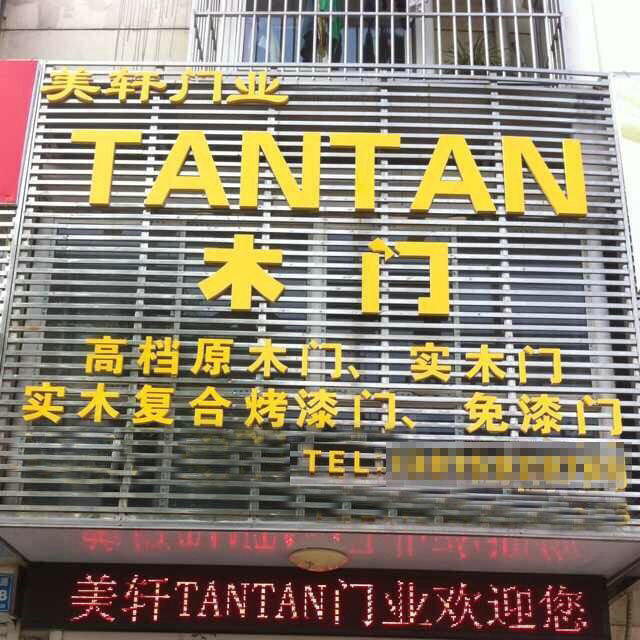 美轩门业
TANTAN
木门
高档原木门、实木门
实木复合烤漆门、免漆门
TEL:
美轩TANTAN门业欢迎您